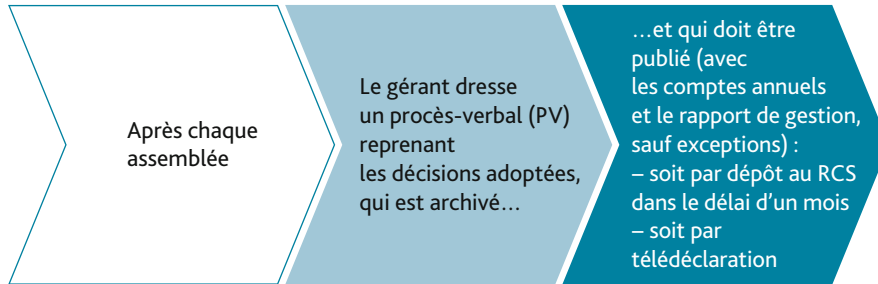 Après chaque
assemblée
Le gérant dresse
un procès-verbal (PV)
reprenant
les décisions adoptées,
qui est archivé…
…et qui doit être
publié (avec
les comptes annuels
et le rapport de gestion,
sauf exceptions) :
– soit par dépôt au RCS
dans le délai d’un mois
– soit par
télédéclaration